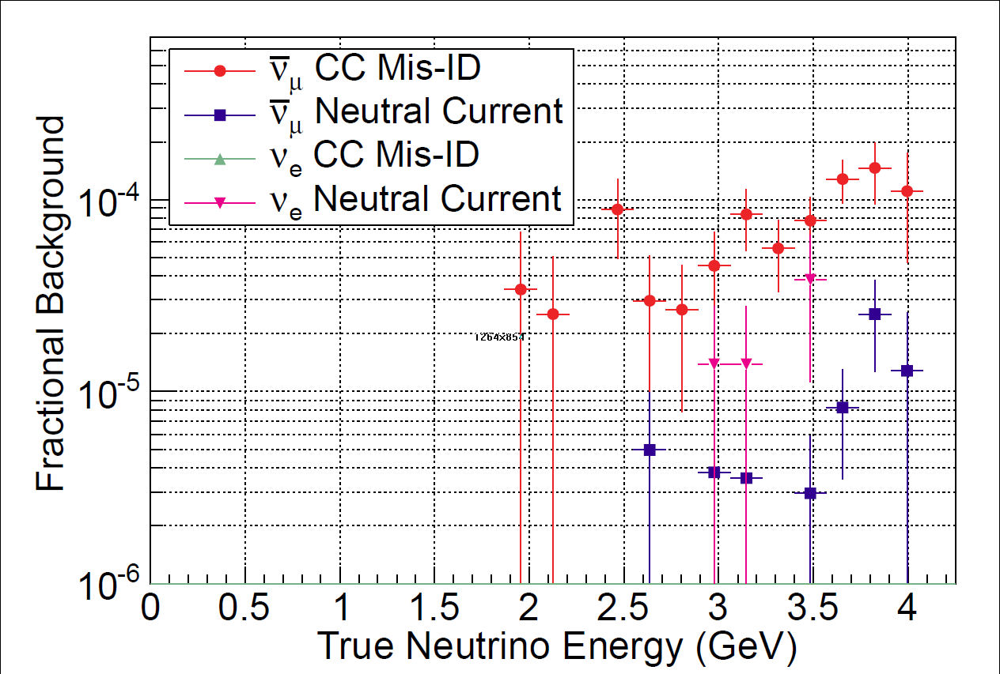 ν̅μ CC Mis-ID
ν̅μ Neutral Current
νe CC Mis-ID
νe Neutral Current
Fractional Background
10-4
10-5
10-6
1264x854
0 0.5 1 1.5 2 2.5 3 3.5 4
True Neutrino Energy (GeV)